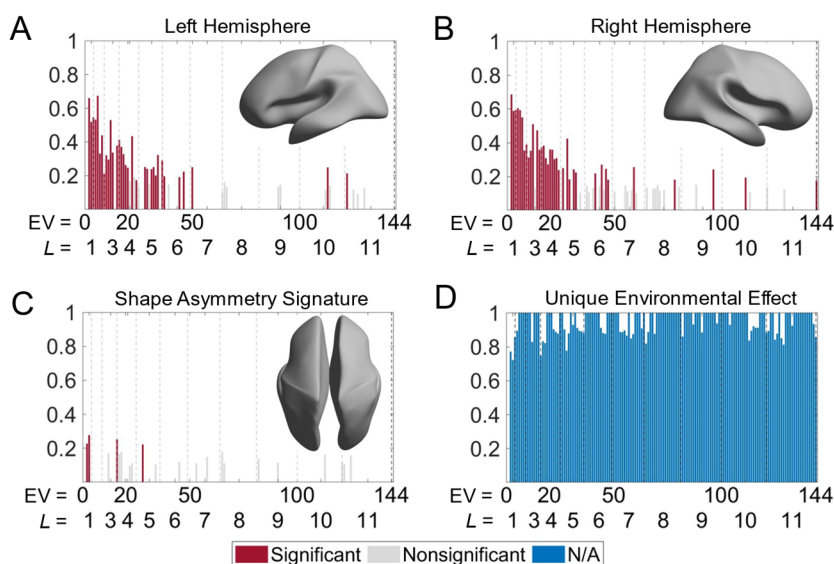 A Left Hemisphere
1
0.8
0.6
0.4
0.2
EV = 0 20 50 100 144
L = 1 3 4 5 6 7 8 9 10 11
B Right Hemisphere
1
0.8
0.6
0.4
0.2
EV = 0 20 50 100 144
L = 1 3 4 5 6 7 8 9 10 11
C Shape Asymmetry Signature
1
0.8
0.6
0.4
0.2
EV = 0 20 50 100 144
L = 1 3 4 5 6 7 8 9 10 11
D Unique Environmental Effect
1
0.8
0.6
0.4
0.2
EV = 0 20 50 100 144
L = 1 3 4 5 6 7 8 9 10 11
Significant Nonsignificant N/A